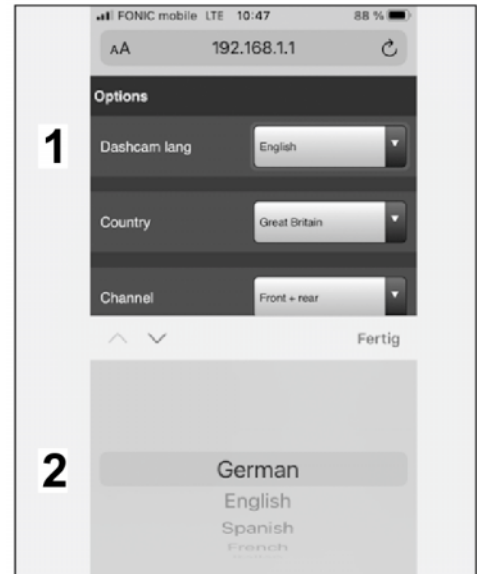 FONIC mobile LTE 10:47 88 %
AA 192.168.1.1
Options
1 Dashcam lang English
Country Great Britain
Channel Front + rear
Fertig
2 German
English
Spanish
French